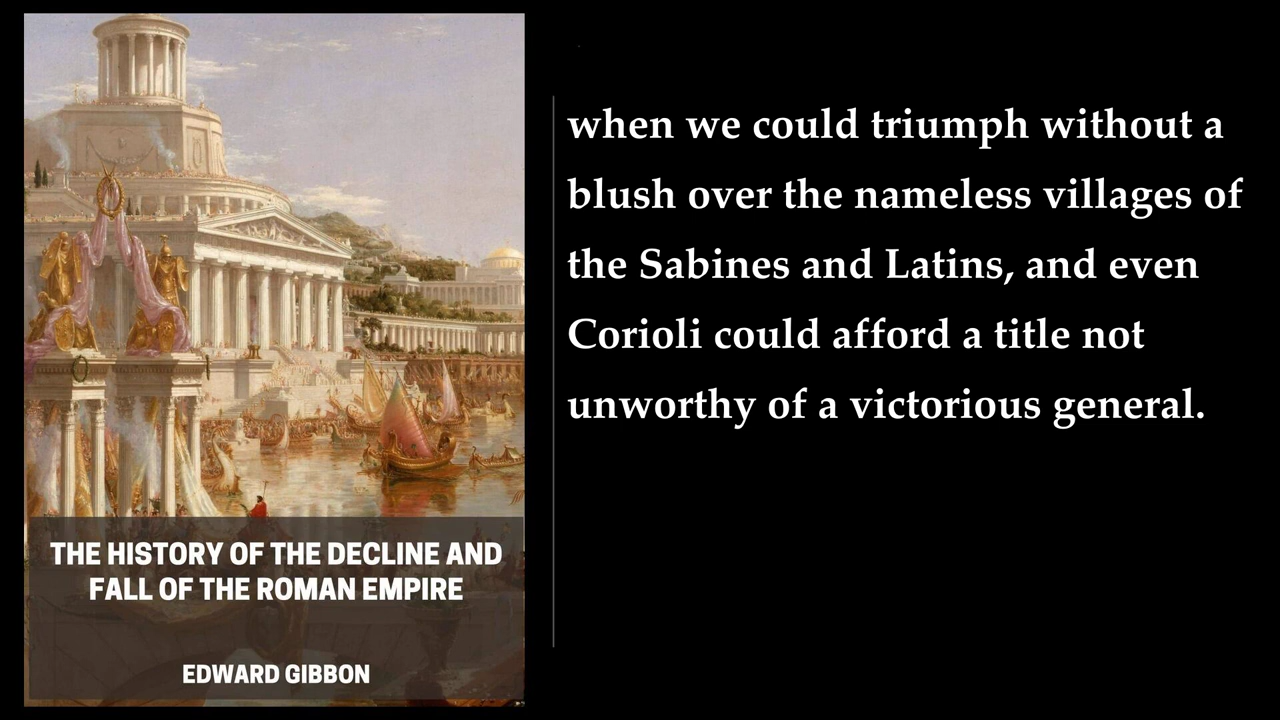 when we could triumph without a
blush over the nameless villages of
the Sabines and Latins, and even
Corioli could afford a title not
unworthy of a victorious general.
THE HISTORY OF THE DECLINE AND
FALL OF THE ROMAN EMPIRE
EDWARD GIBBON